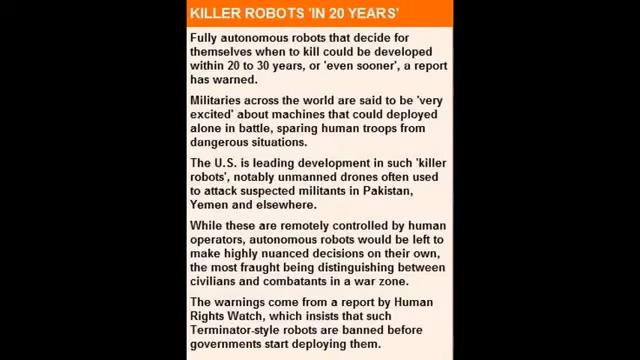 KILLER ROBOTS 'IN 20 YEARS'
Fully autonomous robots that decide for
themselves when to kill could be developed
within 20 to 30 years, or 'even sooner', a report
has warned.
Militaries across the world are said to be 'very
excited' about machines that could deployed
alone in battle, sparing human troops from
dangerous situations.
The U.S. is leading development in such 'killer
robots', notably unmanned drones often used
to attack suspected militants in Pakistan,
Yemen and elsewhere.
While these are remotely controlled by human
operators, autonomous robots would be left to
make highly nuanced decisions on their own,
the most fraught being distinguishing between
civilians and combatants in a war zone.
The warnings come from a report by Human
Rights Watch, which insists that such
Terminator-style robots are banned before
governments start deploying them.